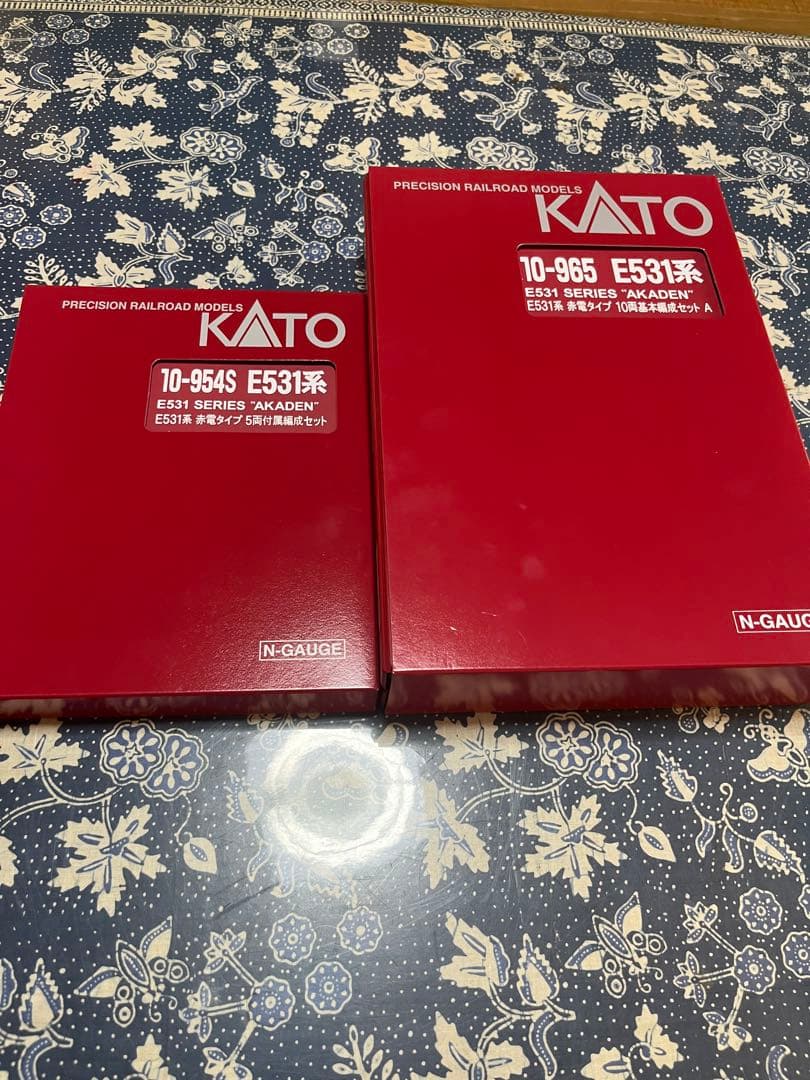 PRECISION RAILROAD MODELS
KATO
10-954S E531系
E531 SERIES "AKADEN"
E531系 赤電タイプ 5両付属編成セット
N-GAUGE
PRECISION RAILROAD MODELS
KATO
10-965 E531系
E531 SERIES "AKADEN"
E531系 赤電タイプ 10両基本編成セット A
N-GAUG